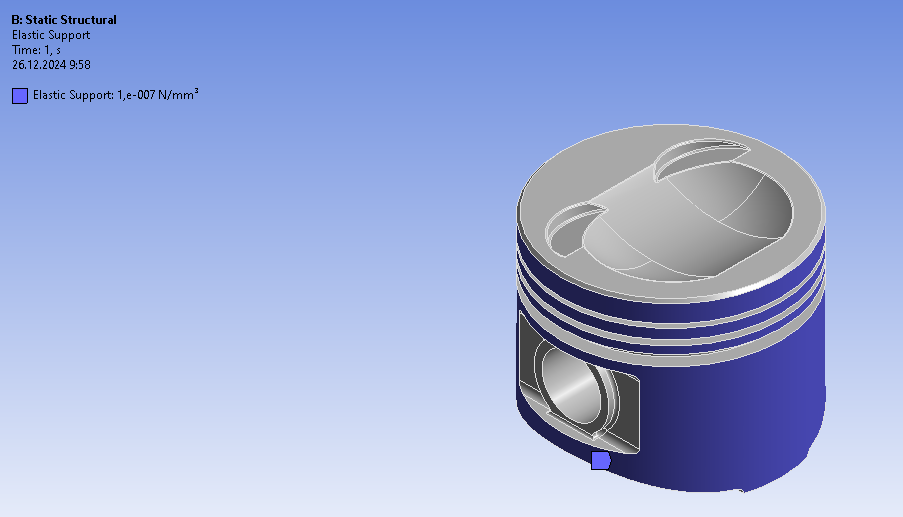 B: Static Structural
Elastic Support
Time: 1, s
26.12.2024 9:58
Elastic Support: 1,e-007 N/mm³